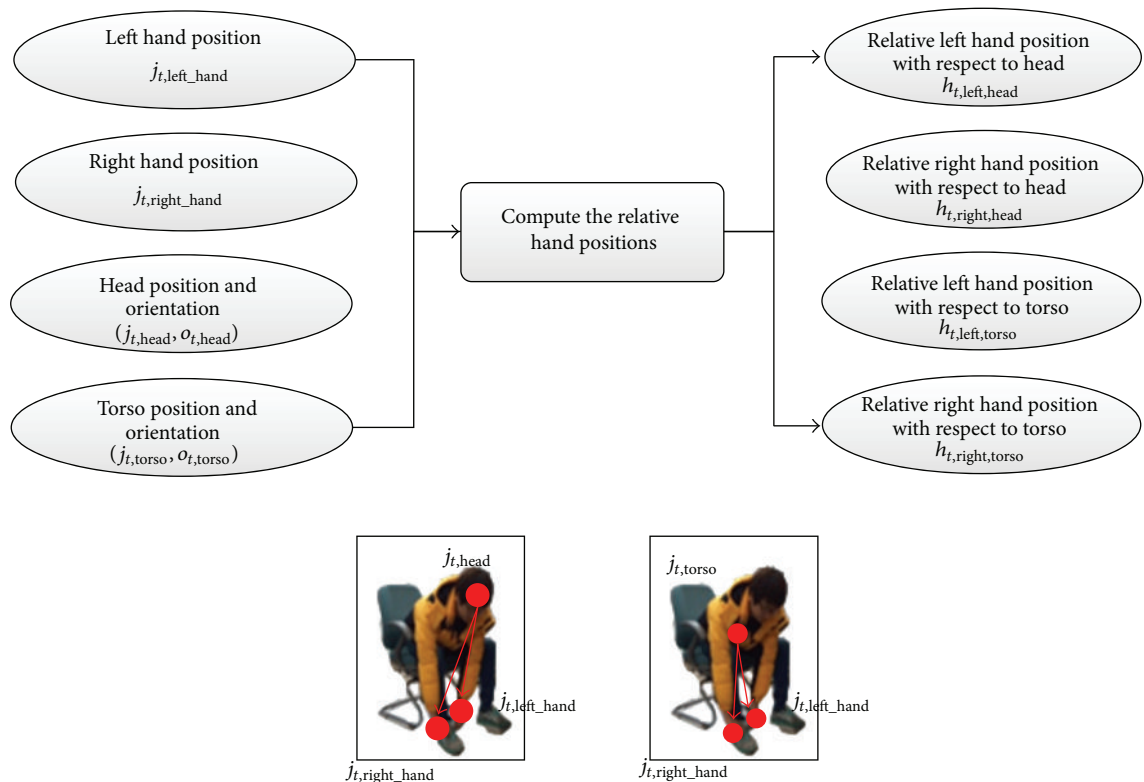 Left hand position
j_{t,left_hand}
Right hand position
j_{t,right_hand}
Head position and
orientation
(j_{t,head}, o_{t,head})
Torso position and
orientation
(j_{t,torso}, o_{t,torso})
Compute the relative
hand positions
Relative left hand position
with respect to head
h_{t,left,head}
Relative right hand position
with respect to head
h_{t,right,head}
Relative left hand position
with respect to torso
h_{t,left,torso}
Relative right hand position
with respect to torso
h_{t,right,torso}
j_{t,head}
j_{t,left_hand}
j_{t,right_hand}
j_{t,torso}
j_{t,left_hand}
j_{t,right_hand}